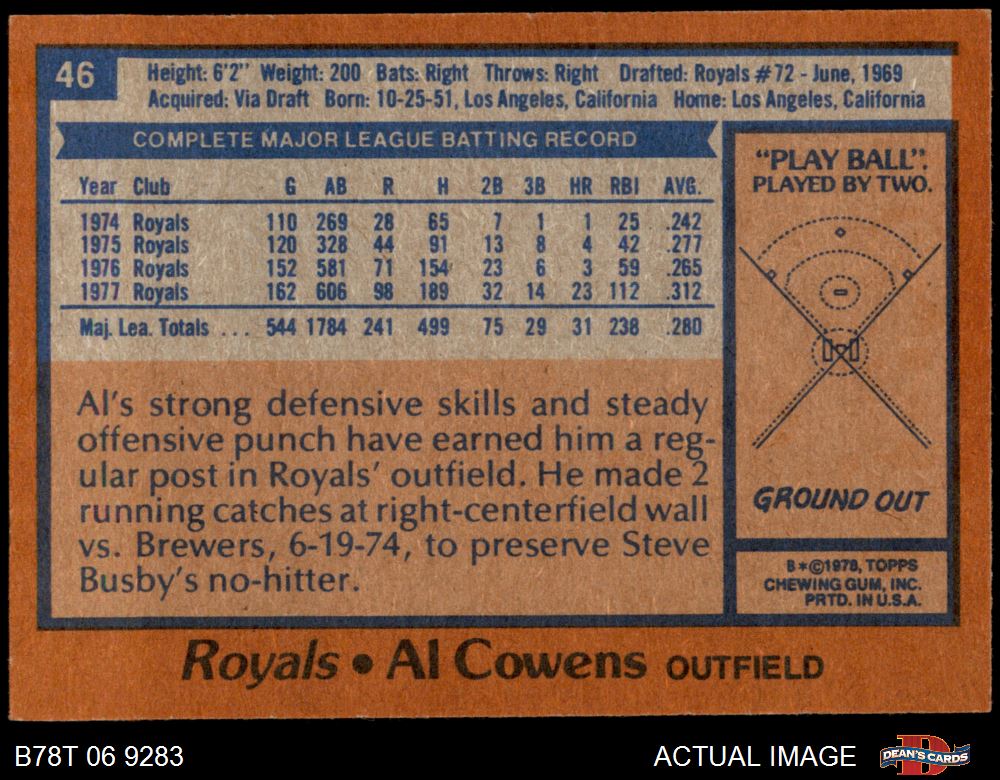 46
Height: 6'2" Weight: 200 Bats: Right Throws: Right Drafted: Royals #72 - June, 1969
Acquired: Via Draft Born: 10-25-51, Los Angeles, California Home: Los Angeles, California
COMPLETE MAJOR LEAGUE BATTING RECORD
Year Club G AB R H 2B 3B HR RBI AVG.
1974 Royals 110 269 28 65 7 1 1 25 .242
1975 Royals 120 328 44 91 13 8 4 42 .277
1976 Royals 152 581 71 154 23 6 3 59 .265
1977 Royals 162 606 98 189 32 14 23 112 .312
Maj. Lea. Totals ... 544 1784 241 499 75 29 31 238 .280
Al's strong defensive skills and steady
offensive punch have earned him a reg-
ular post in Royals' outfield. He made 2
running catches at right-centerfield wall
vs. Brewers, 6-19-74, to preserve Steve
Busby's no-hitter.
"PLAY BALL":
PLAYED BY TWO.
GROUND OUT
B*©1978, TOPPS
CHEWING GUM, INC.
PRTD. IN U.S.A.
Royals • Al Cowens OUTFIELD
B78T 06 9283
ACTUAL IMAGE
DEAN'S CARDS